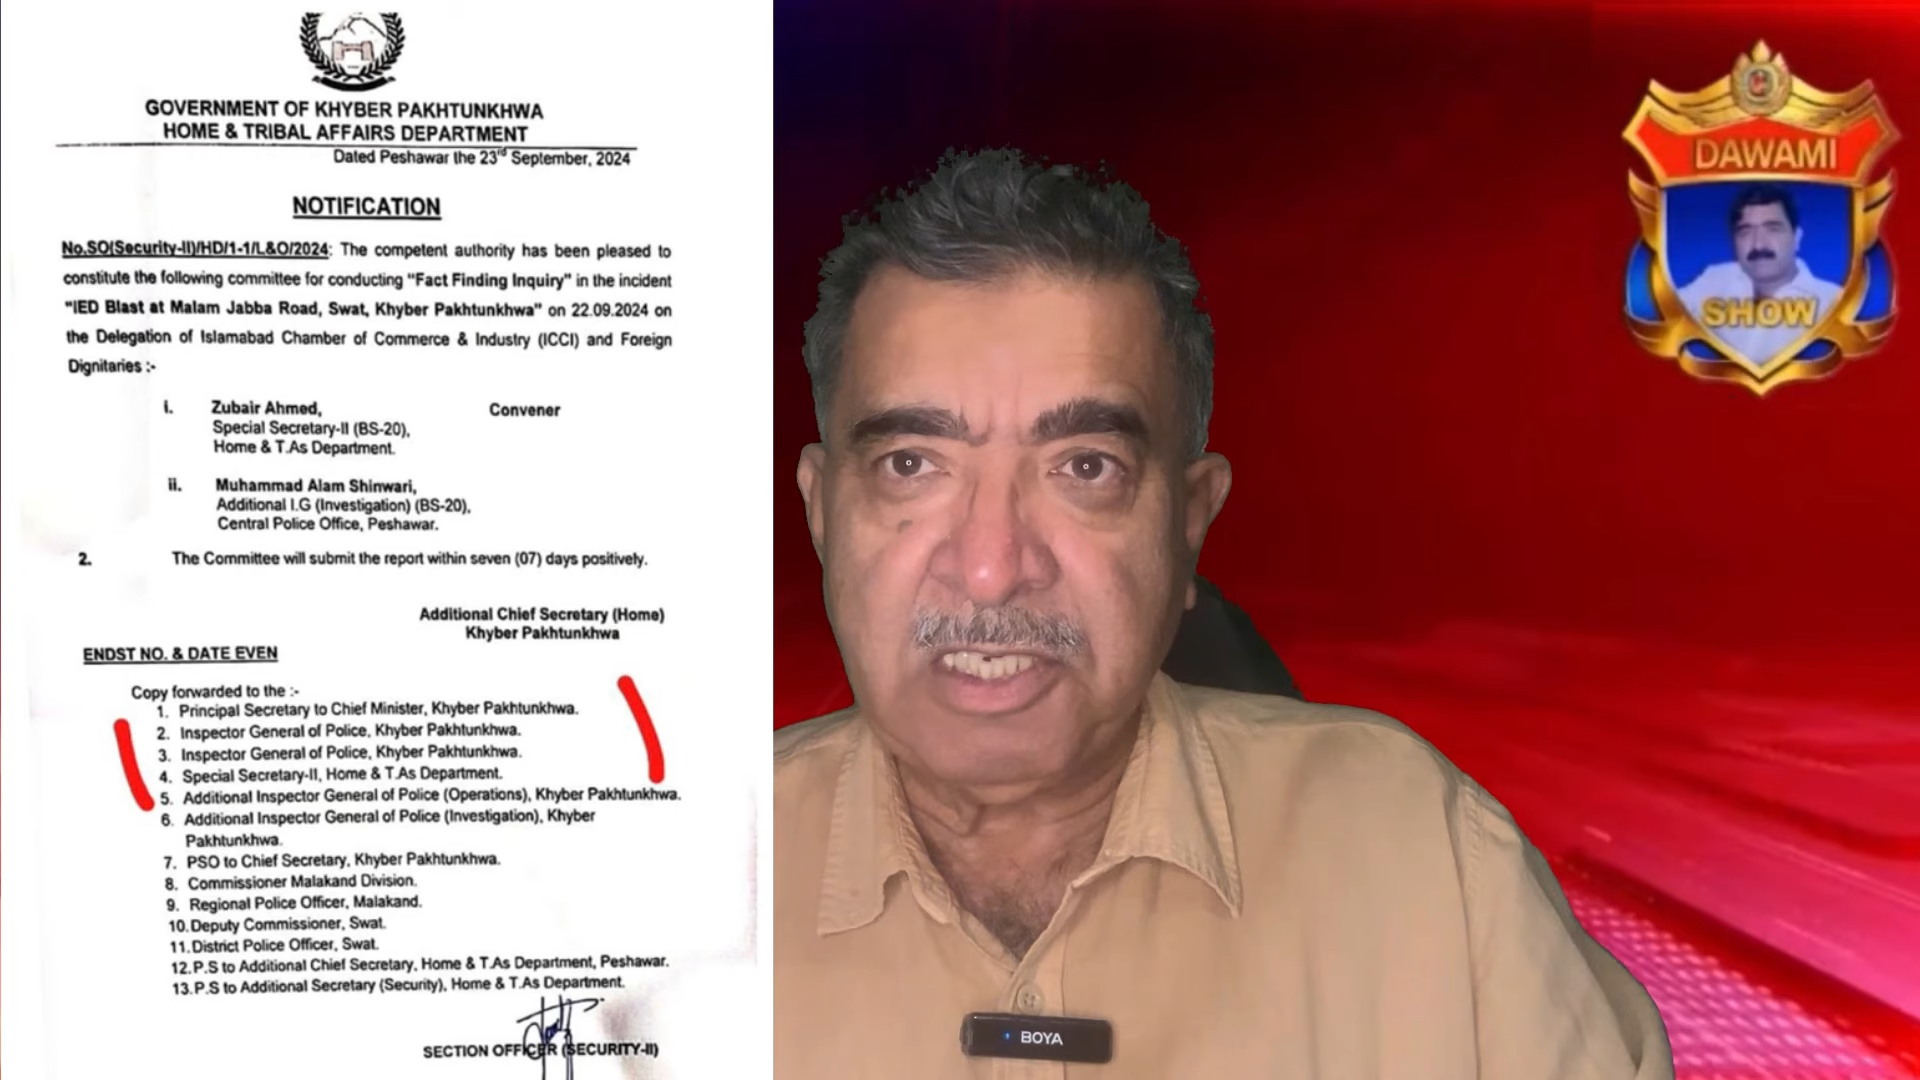 GOVERNMENT OF KHYBER PAKHTUNKHWA
HOME & TRIBAL AFFAIRS DEPARTMENT
Dated Peshawar the 23rd September, 2024
NOTIFICATION
No.SO(Security-II)/HD/1-1/L&O/2024: The competent authority has been pleased to
constitute the following committee for conducting "Fact Finding Inquiry" in the incident
"IED Blast at Malam Jabba Road, Swat, Khyber Pakhtunkhwa" on 22.09.2024 on
the Delegation of Islamabad Chamber of Commerce & Industry (ICCI) and Foreign
Dignitaries :-
i. Zubair Ahmed, Convener
Special Secretary-II (BS-20),
Home & T.As Department.
ii. Muhammad Alam Shinwari,
Additional I.G (Investigation) (BS-20),
Central Police Office, Peshawar.
2. The Committee will submit the report within seven (07) days positively.
Additional Chief Secretary (Home)
Khyber Pakhtunkhwa
ENDST NO. & DATE EVEN
Copy forwarded to the :-
1. Principal Secretary to Chief Minister, Khyber Pakhtunkhwa.
2. Inspector General of Police, Khyber Pakhtunkhwa.
3. Inspector General of Police, Khyber Pakhtunkhwa.
4. Special Secretary-II, Home & T.As Department.
5. Additional Inspector General of Police (Operations), Khyber Pakhtunkhwa.
6. Additional Inspector General of Police (Investigation), Khyber
Pakhtunkhwa.
7. PSO to Chief Secretary, Khyber Pakhtunkhwa.
8. Commissioner Malakand Division.
9. Regional Police Officer, Malakand.
10. Deputy Commissioner, Swat.
11. District Police Officer, Swat.
12. P.S to Additional Chief Secretary, Home & T.As Department, Peshawar.
13. P.S to Additional Secretary (Security), Home & T.As Department.
SECTION OFFICER (SECURITY-II)
DAWAMI
SHOW
BOYA